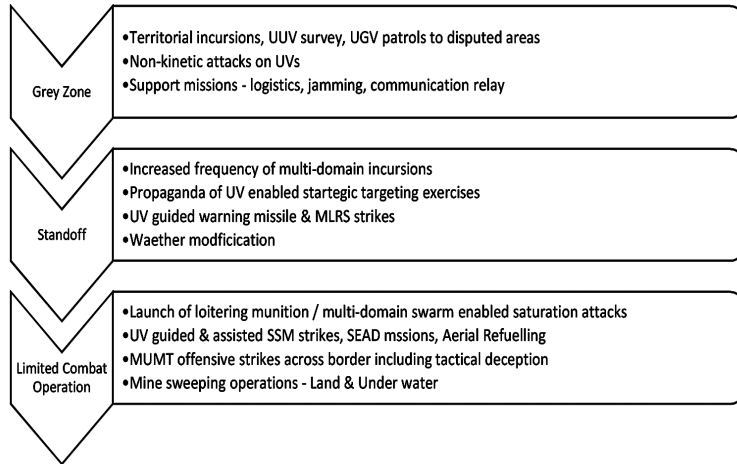 Grey Zone
•Territorial incursions, UUV survey, UGV patrols to disputed areas
•Non-kinetic attacks on UVs
•Support missions - logistics, jamming, communication relay
Standoff
•Increased frequency of multi-domain incursions
•Propaganda of UV enabled startegic targeting exercises
•UV guided warning missile & MLRS strikes
•Waether modficication
Limited Combat
Operation
•Launch of loitering munition / multi-domain swarm enabled saturation attacks
•UV guided & assisted SSM strikes, SEAD mssions, Aerial Refuelling
•MUMT offensive strikes across border including tactical deception
•Mine sweeping operations - Land & Under water